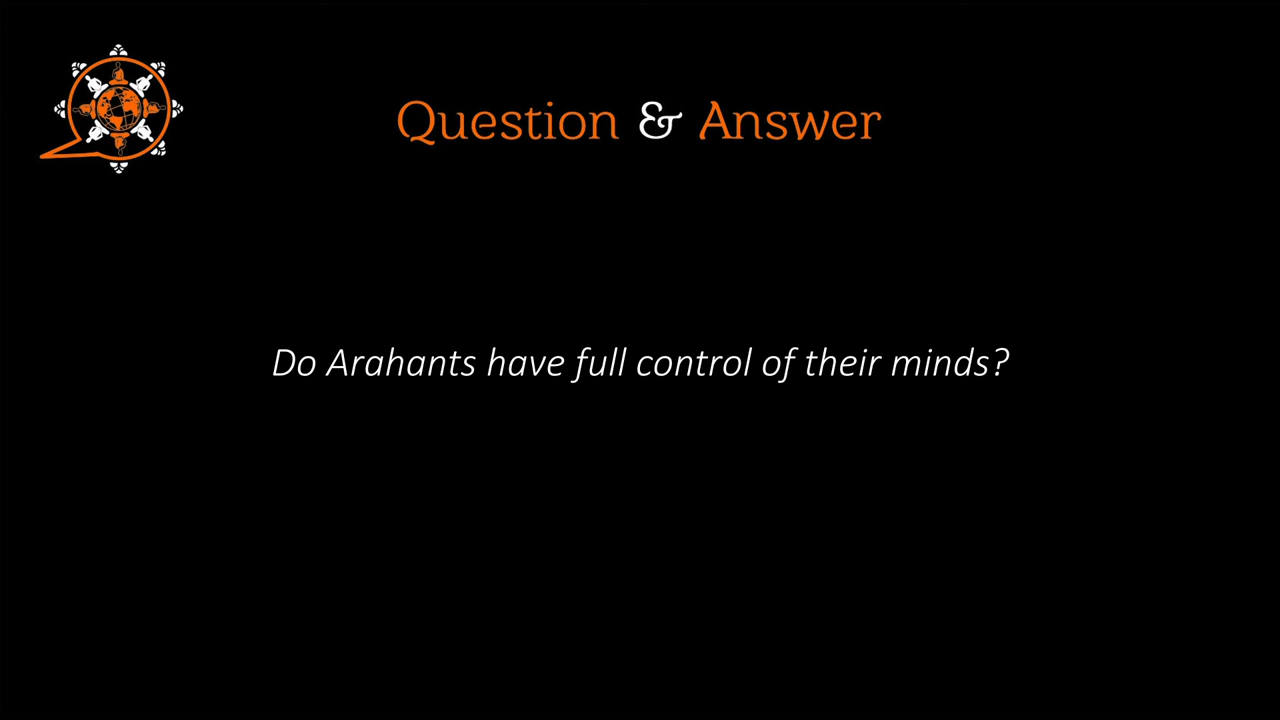 Question & Answer
Do Arahants have full control of their minds?